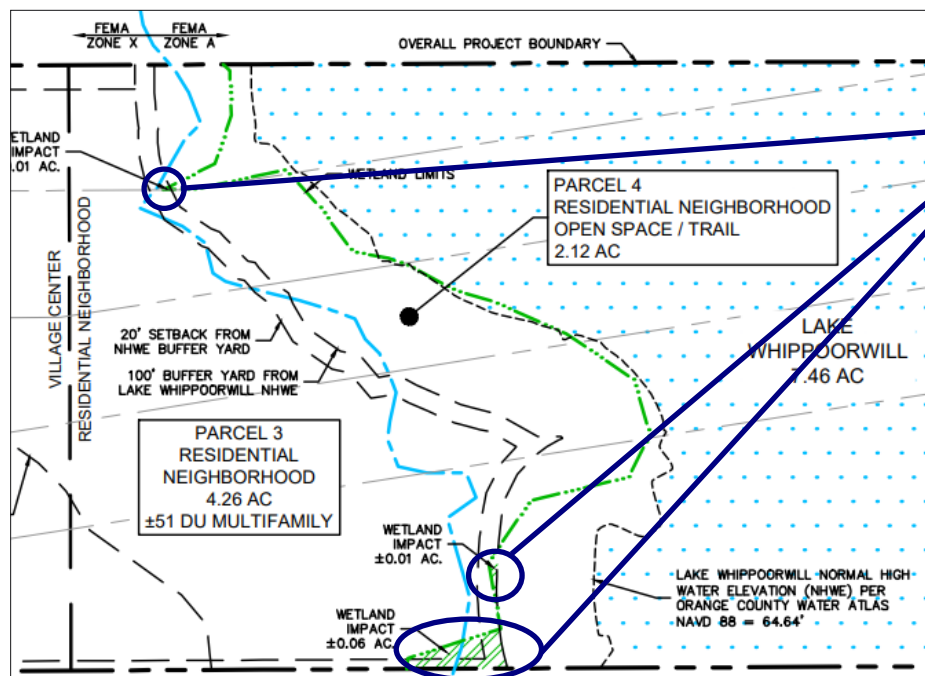 FEMA FEMA
ZONE X ZONE A
OVERALL PROJECT BOUNDARY
ETLAND
IMPACT
.01 AC.
WETLAND LIMITS
PARCEL 4
RESIDENTIAL NEIGHBORHOOD
OPEN SPACE / TRAIL
2.12 AC
VILLAGE CENTER
RESIDENTIAL NEIGHBORHOOD
20' SETBACK FROM
NHWE BUFFER YARD
100' BUFFER YARD FROM
LAKE WHIPPOORWILL NHWE
LAKE
WHIPPOORWILL
7.46 AC
PARCEL 3
RESIDENTIAL
NEIGHBORHOOD
4.26 AC
±51 DU MULTIFAMILY
WETLAND
IMPACT
±0.01 AC.
LAKE WHIPPOORWILL NORMAL HIGH
WATER ELEVATION (NHWE) PER
ORANGE COUNTY WATER ATLAS
NAVD 88 = 64.64'
WETLAND
IMPACT
±0.06 AC.